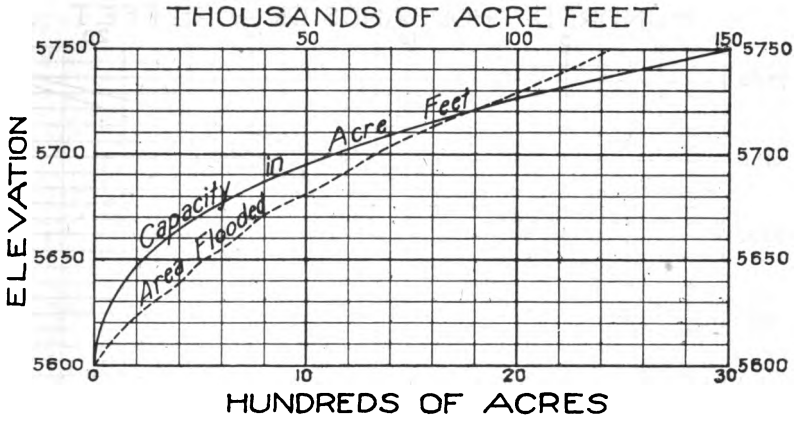 THOUSANDS OF ACRE FEET
0 50 100 150
5750 5750
5700 5700
5650 5650
5600 5600
ELEVATION
Capacity in Acre Feet
Area Flooded
0 10 20 30
HUNDREDS OF ACRES